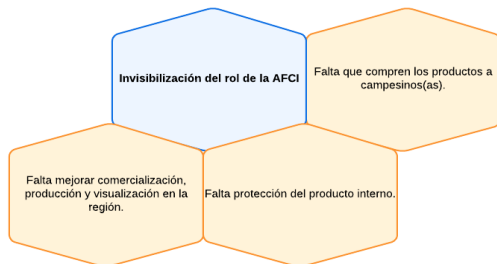 Invisibilización del rol de la AFCI
Falta que compren los productos a
campesinos(as).
Falta mejorar comercialización,
producción y visualización en la
región.
Falta protección del producto interno.